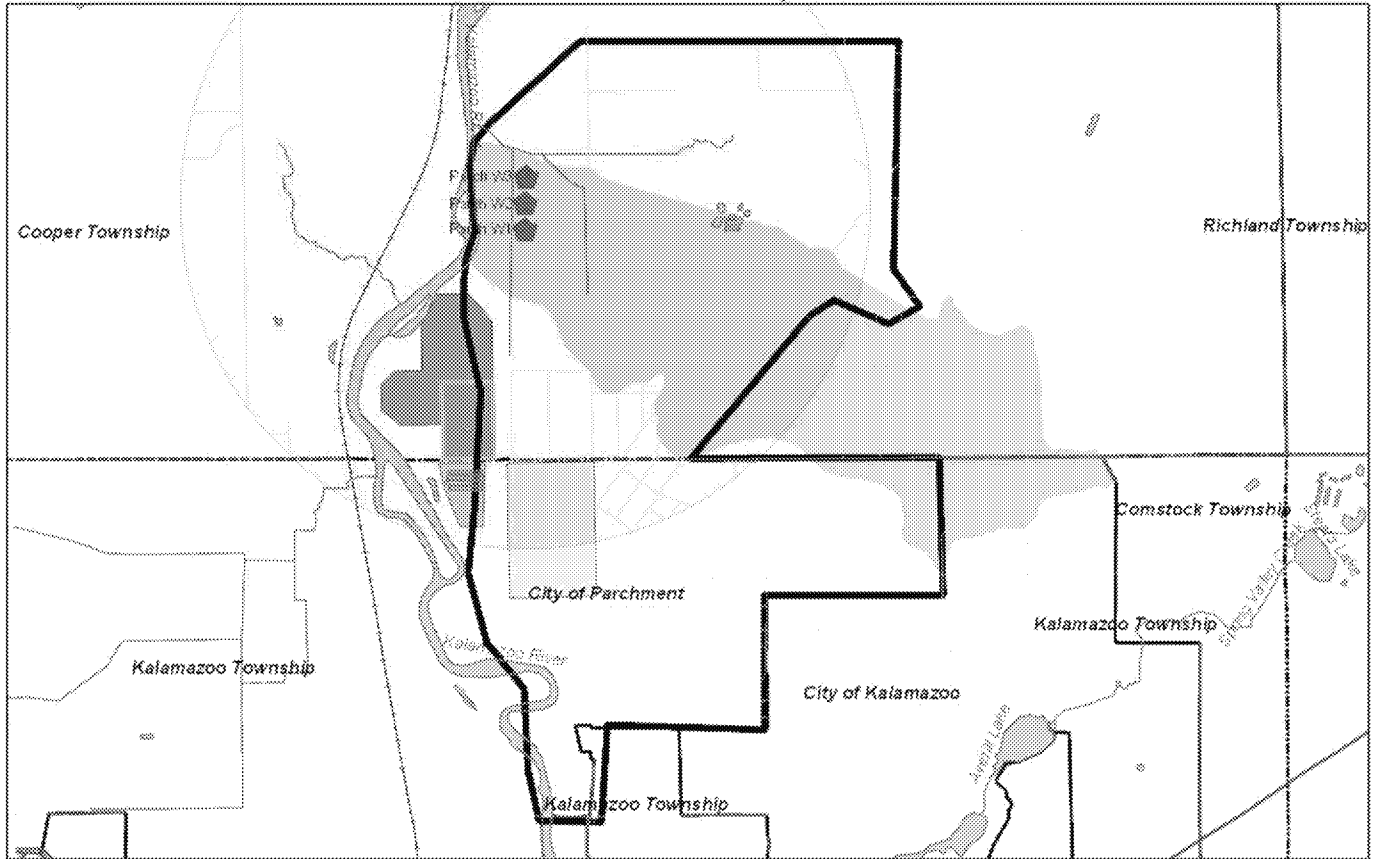 Cooper Township
Richland Township
Comstock Township
City of Parchment
Kalamazoo Township
Kalamazoo River
Kalamazoo Township
City of Kalamazoo
Kalamazoo Township